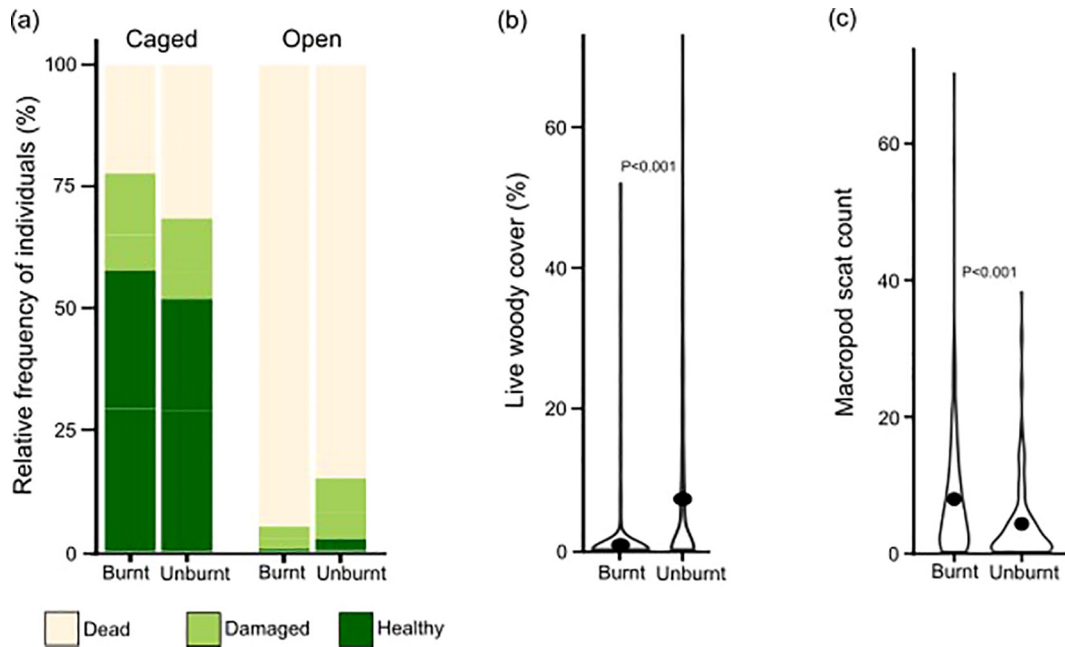 (a)
Caged Open
Relative frequency of individuals (%)
100
75
50
25
0
Burnt Unburnt Burnt Unburnt
Dead Damaged Healthy
(b)
Live woody cover (%)
60
40
20
0
P<0.001
Burnt Unburnt
(c)
Macropod scat count
60
40
20
0
P<0.001
Burnt Unburnt